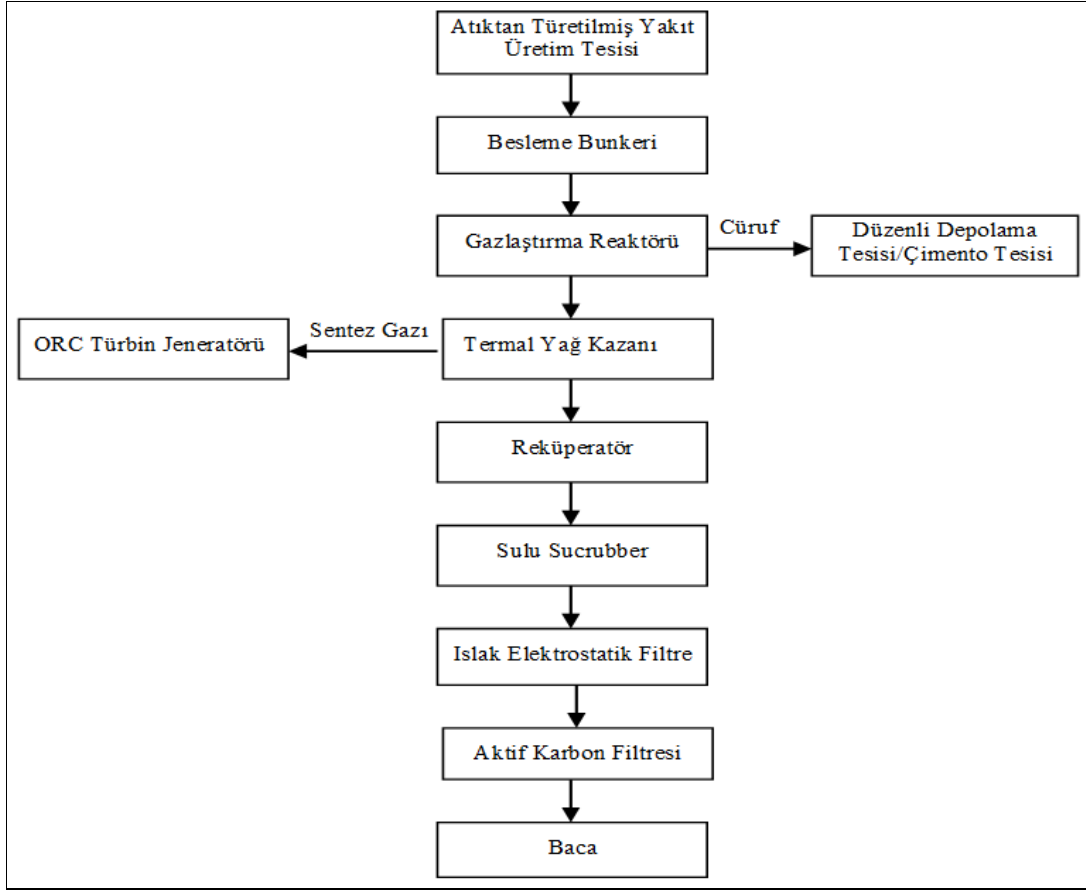 Atıktan Türetilmiş Yakıt
Üretim Tesisi
Besleme Bunkeri
Gazlaştırma Reaktörü
Cüruf
Düzenli Depolama
Tesisi/Çimento Tesisi
ORC Türbin Jeneratörü
Sentez Gazı
Termal Yağ Kazanı
Reküperatör
Sulu Sucrubber
Islak Elektrostatik Filtre
Aktif Karbon Filtresi
Baca